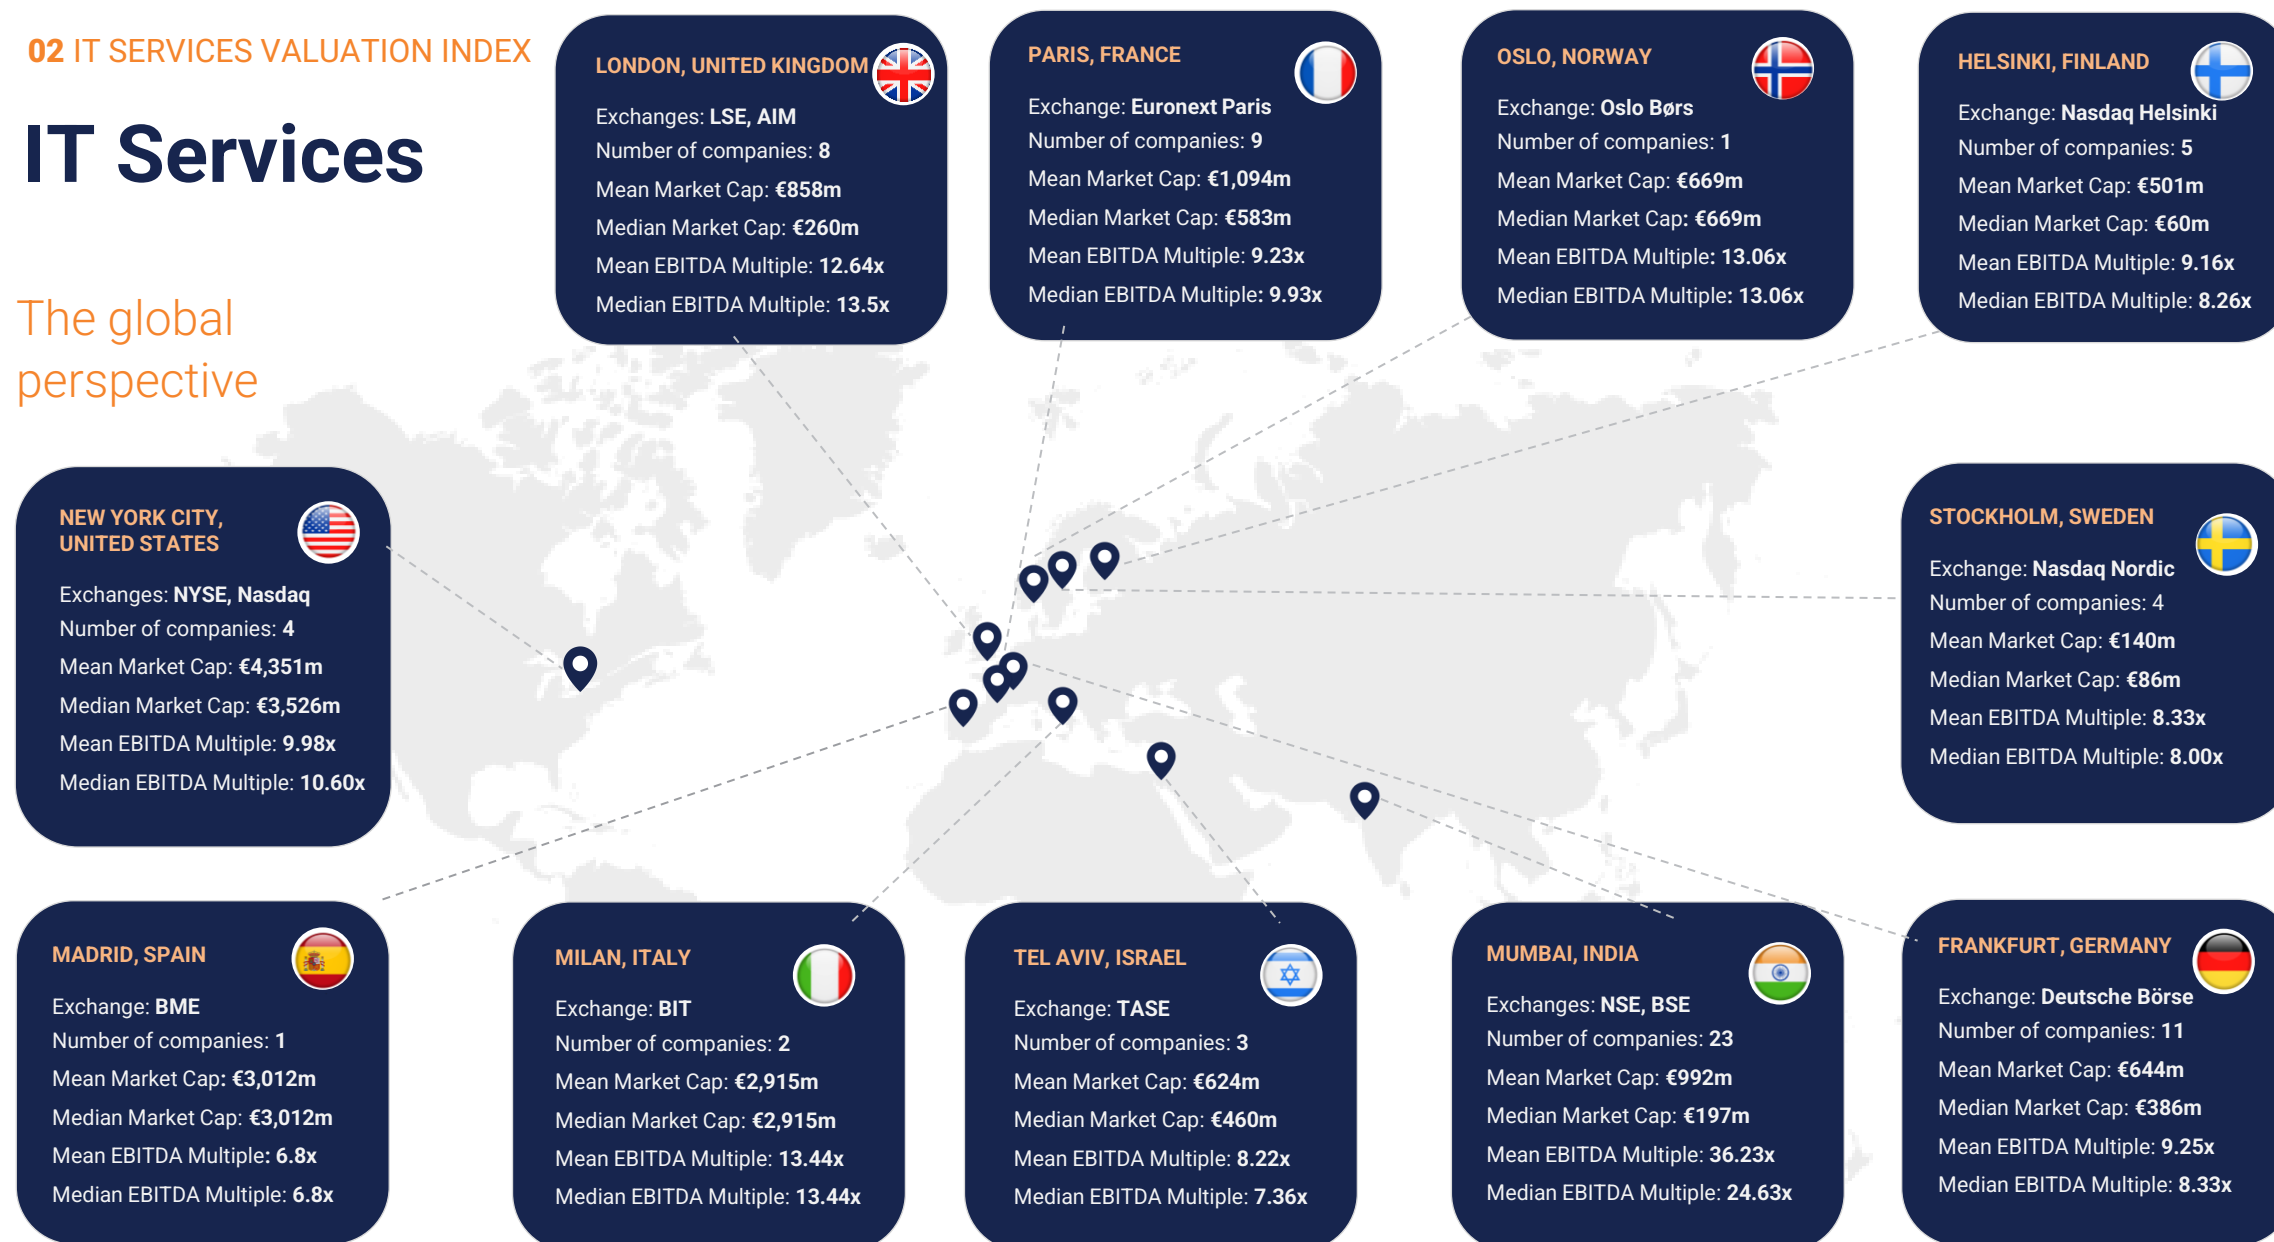 02 IT SERVICES VALUATION INDEX
IT Services
The global
perspective
LONDON, UNITED KINGDOM
Exchanges: LSE, AIM
Number of companies: 8
Mean Market Cap: €858m
Median Market Cap: €260m
Mean EBITDA Multiple: 12.64x
Median EBITDA Multiple: 13.5x
PARIS, FRANCE
Exchange: Euronext Paris
Number of companies: 9
Mean Market Cap: €1,094m
Median Market Cap: €583m
Mean EBITDA Multiple: 9.23x
Median EBITDA Multiple: 9.93x
OSLO, NORWAY
Exchange: Oslo Børs
Number of companies: 1
Mean Market Cap: €669m
Median Market Cap: €669m
Mean EBITDA Multiple: 13.06x
Median EBITDA Multiple: 13.06x
HELSINKI, FINLAND
Exchange: Nasdaq Helsinki
Number of companies: 5
Mean Market Cap: €501m
Median Market Cap: €60m
Mean EBITDA Multiple: 9.16x
Median EBITDA Multiple: 8.26x
NEW YORK CITY,
UNITED STATES
Exchanges: NYSE, Nasdaq
Number of companies: 4
Mean Market Cap: €4,351m
Median Market Cap: €3,526m
Mean EBITDA Multiple: 9.98x
Median EBITDA Multiple: 10.60x
STOCKHOLM, SWEDEN
Exchange: Nasdaq Nordic
Number of companies: 4
Mean Market Cap: €140m
Median Market Cap: €86m
Mean EBITDA Multiple: 8.33x
Median EBITDA Multiple: 8.00x
MADRID, SPAIN
Exchange: BME
Number of companies: 1
Mean Market Cap: €3,012m
Median Market Cap: €3,012m
Mean EBITDA Multiple: 6.8x
Median EBITDA Multiple: 6.8x
MILAN, ITALY
Exchange: BIT
Number of companies: 2
Mean Market Cap: €2,915m
Median Market Cap: €2,915m
Mean EBITDA Multiple: 13.44x
Median EBITDA Multiple: 13.44x
TEL AVIV, ISRAEL
Exchange: TASE
Number of companies: 3
Mean Market Cap: €624m
Median Market Cap: €460m
Mean EBITDA Multiple: 8.22x
Median EBITDA Multiple: 7.36x
MUMBAI, INDIA
Exchanges: NSE, BSE
Number of companies: 23
Mean Market Cap: €992m
Median Market Cap: €197m
Mean EBITDA Multiple: 36.23x
Median EBITDA Multiple: 24.63x
FRANKFURT, GERMANY
Exchange: Deutsche Börse
Number of companies: 11
Mean Market Cap: €644m
Median Market Cap: €386m
Mean EBITDA Multiple: 9.25x
Median EBITDA Multiple: 8.33x